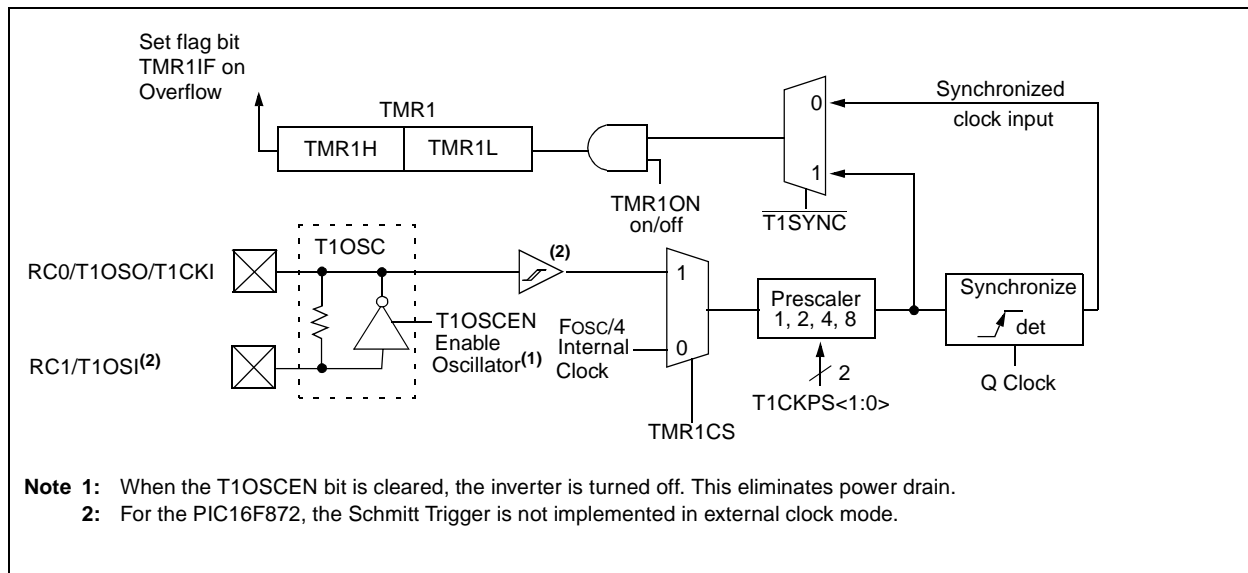 Set flag bit
TMR1IF on
Overflow
TMR1
TMR1H
TMR1L
0
1
Synchronized
clock input
TMR1ON
on/off
T1SYNC
T1OSC
RC0/T1OSO/T1CKI
(2)
1
0
Prescaler
1, 2, 4, 8
Synchronize
det
T1OSCEN
Enable
Oscillator(1)
FOSC/4
Internal
Clock
RC1/T1OSI(2)
2
T1CKPS<1:0>
Q Clock
TMR1CS
Note 1: When the T1OSCEN bit is cleared, the inverter is turned off. This eliminates power drain.
2: For the PIC16F872, the Schmitt Trigger is not implemented in external clock mode.